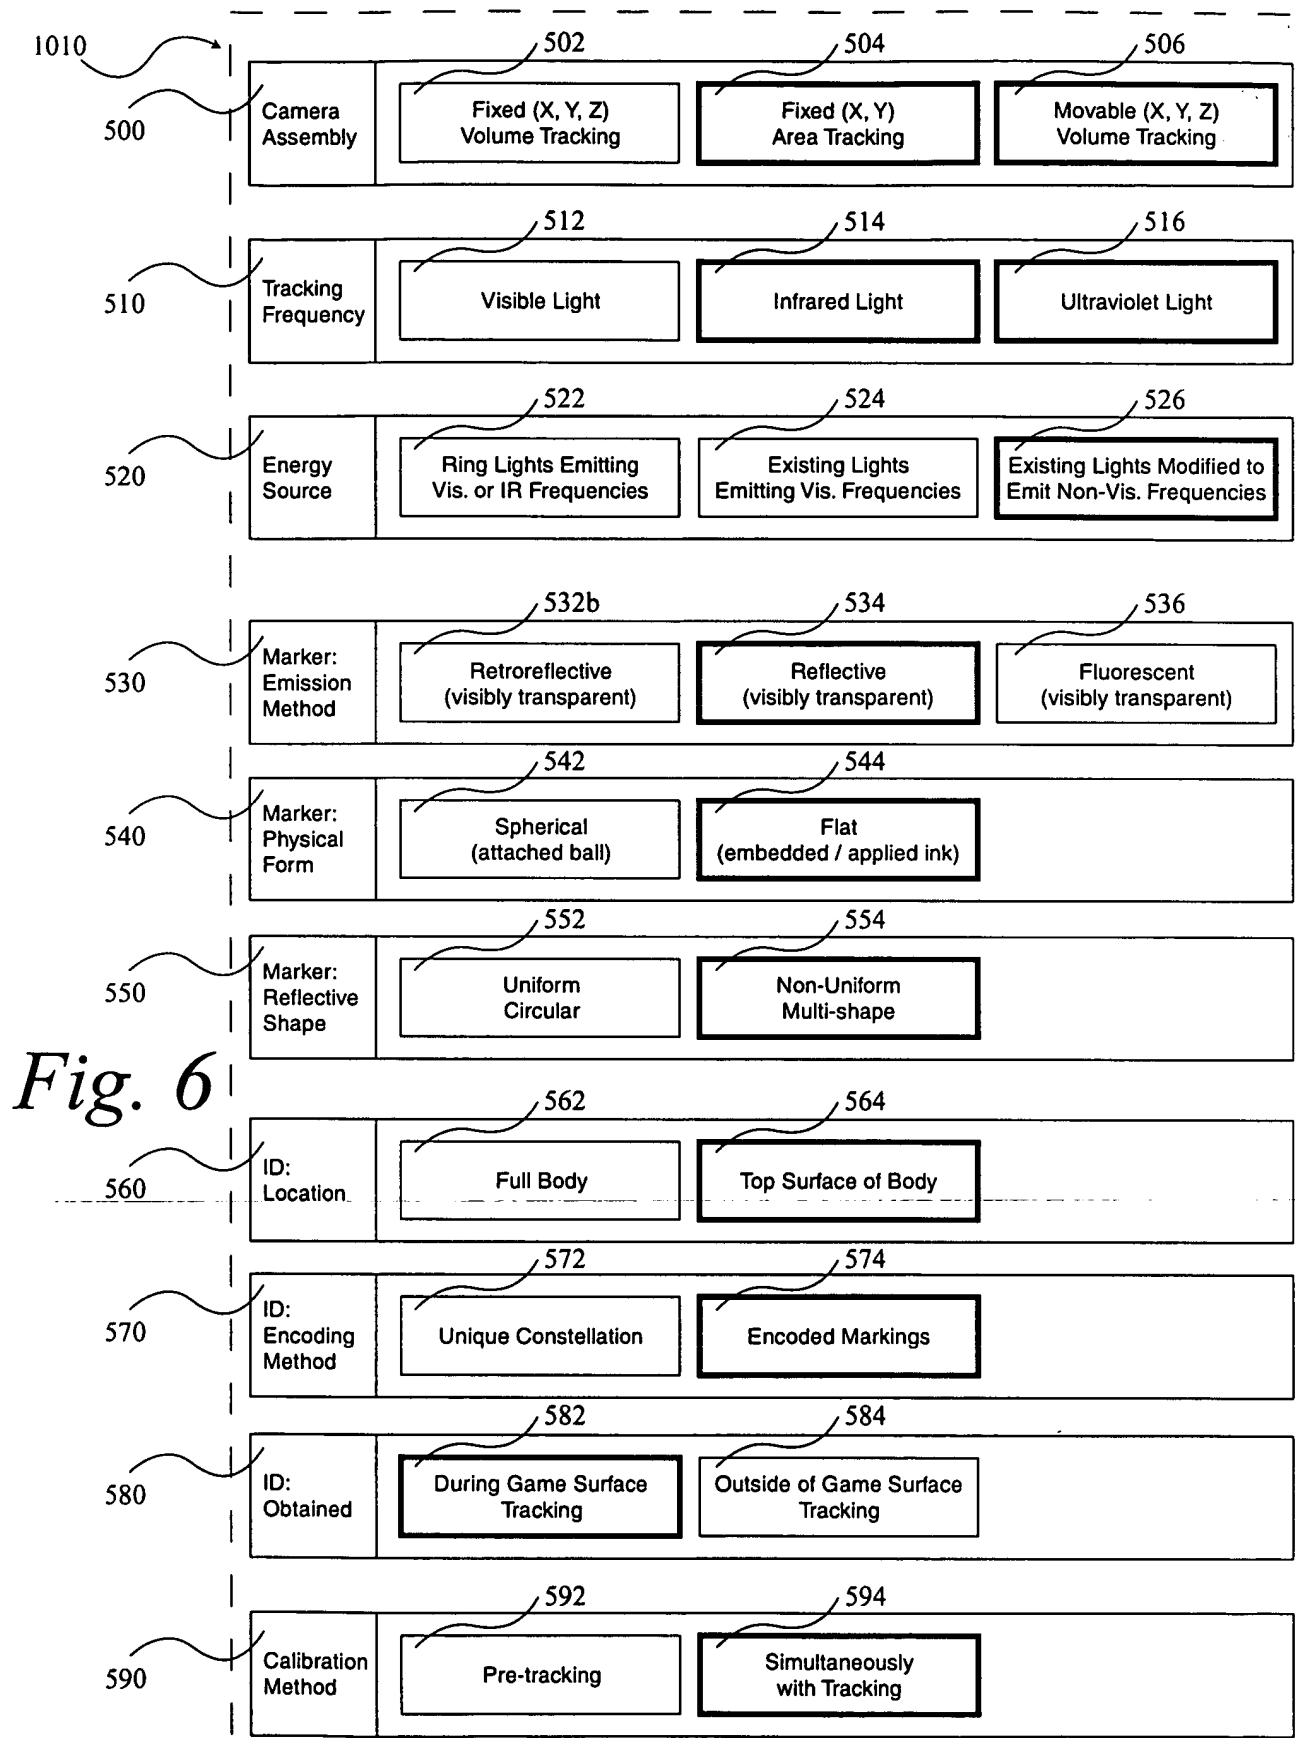 1010
502
504
506
500
Camera
Assembly
Fixed (X, Y, Z)
Volume Tracking
Fixed (X, Y)
Area Tracking
Movable (X, Y, Z)
Volume Tracking
512
514
516
510
Tracking
Frequency
Visible Light
Infrared Light
Ultraviolet Light
522
524
526
520
Energy
Source
Ring Lights Emitting
Vis. or IR Frequencies
Existing Lights
Emitting Vis. Frequencies
Existing Lights Modified to
Emit Non-Vis. Frequencies
532b
534
536
530
Marker:
Emission
Method
Retroreflective
(visibly transparent)
Reflective
(visibly transparent)
Fluorescent
(visibly transparent)
542
544
540
Marker:
Physical
Form
Spherical
(attached ball)
Flat
(embedded / applied ink)
552
554
550
Marker:
Reflective
Shape
Uniform
Circular
Non-Uniform
Multi-shape
Fig. 6
562
564
560
ID:
Location
Full Body
Top Surface of Body
572
574
570
ID:
Encoding
Method
Unique Constellation
Encoded Markings
582
584
580
ID:
Obtained
During Game Surface
Tracking
Outside of Game Surface
Tracking
592
594
590
Calibration
Method
Pre-tracking
Simultaneously
with Tracking